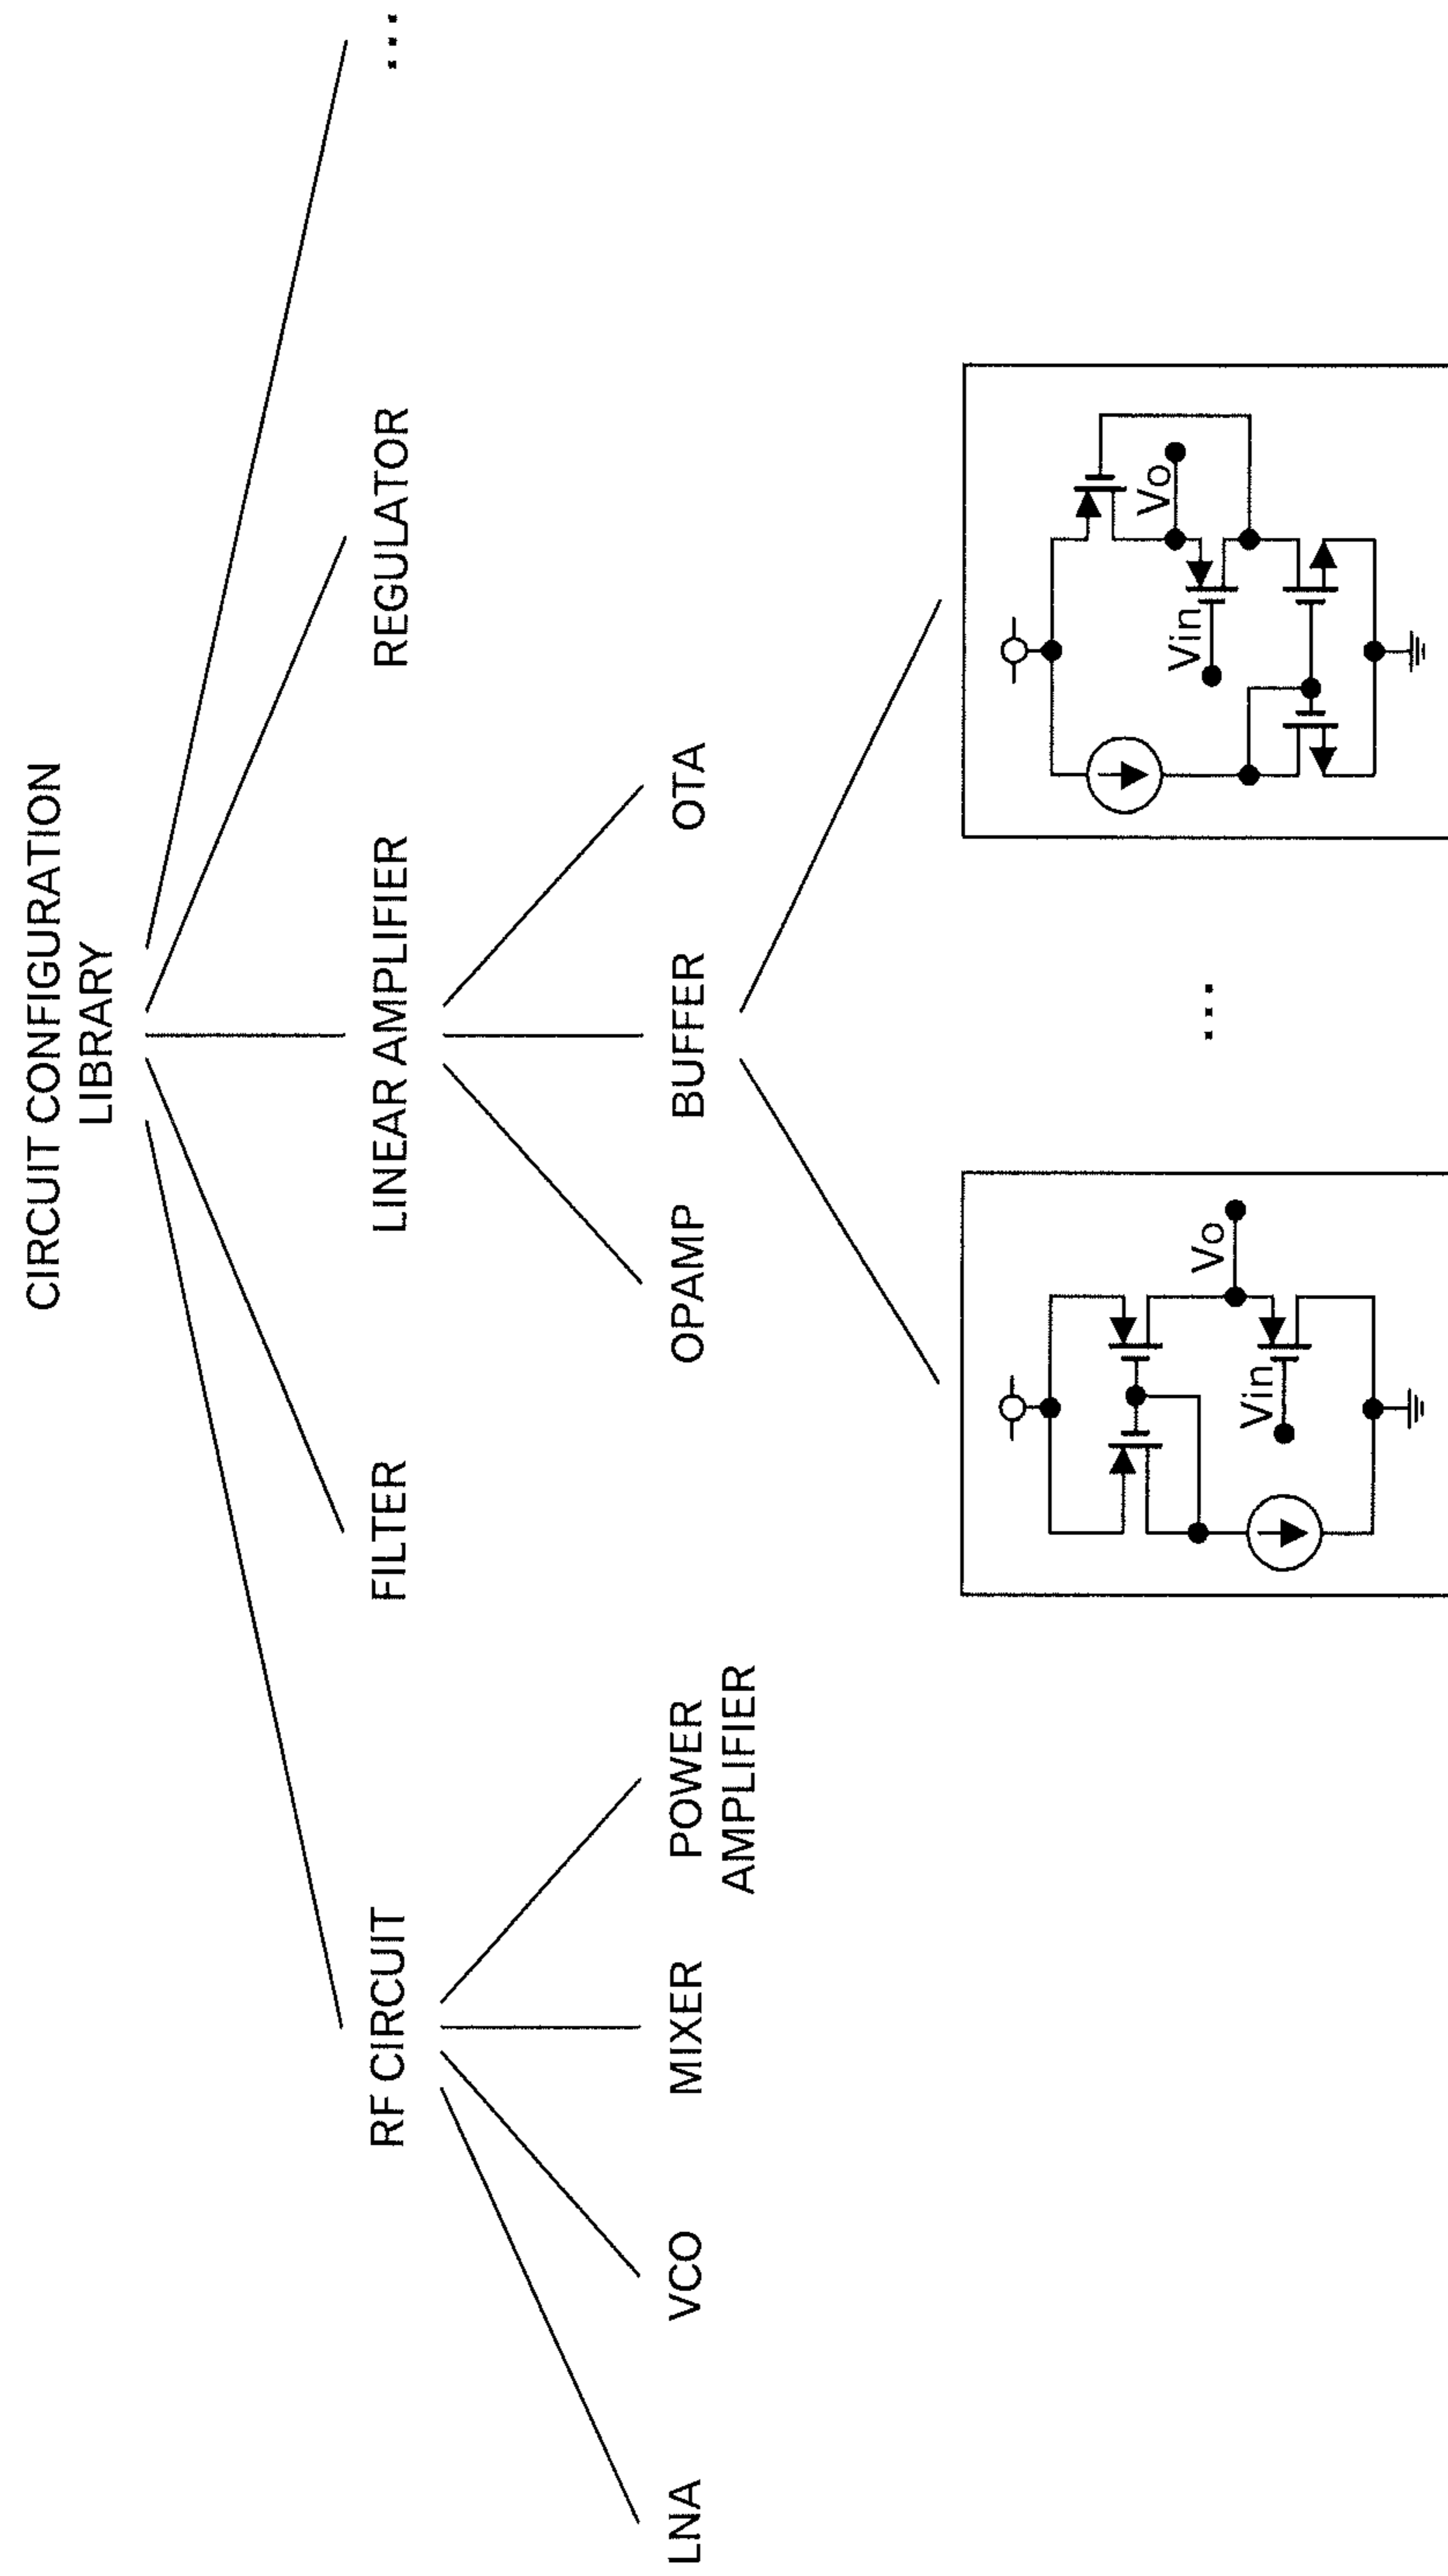 CIRCUIT CONFIGURATION
LIBRARY
RF CIRCUIT
FILTER
LINEAR AMPLIFIER
REGULATOR
...
LNA
VCO
MIXER
POWER
AMPLIFIER
OPAMP
BUFFER
OTA
Vin
Vo
...
Vin
Vo